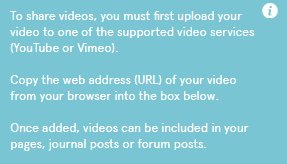 To share videos, you must first upload your
video to one of the supported video services
(YouTube or Vimeo).
Copy the web address (URL) of your video
from your browser into the box below.
Once added, videos can be included in your
pages, journal posts or forum posts.